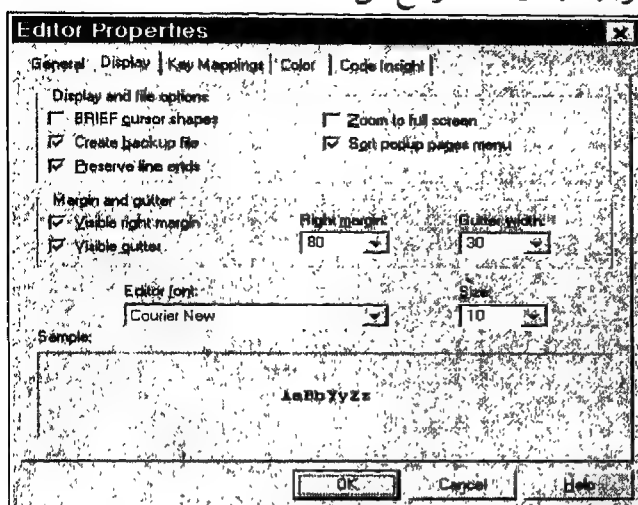 Editor Properties
General Display Key Mappings Color Code Insight
Display and file options
BRIEF cursor shapes Zoom to full screen
Create backup file Sort popup pages menu
Preserve line ends
Margin and gutter
Visible right margin Right margin: Gutter width:
Visible gutter 80 30
Editor font: Size:
Courier New 10
Sample:
AaBbYyZz
OK Cancel Help